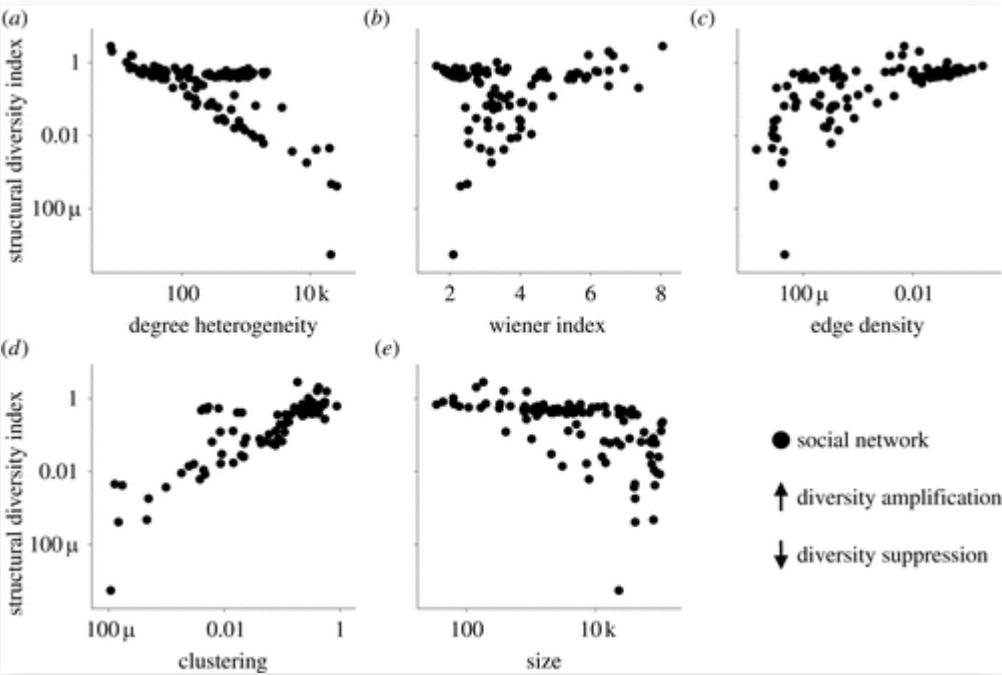 (a)
(b)
(c)
structural diversity index
1
0.01
100 μ
100
10 k
degree heterogeneity
2
4
6
8
wiener index
100 μ
0.01
edge density
(d)
(e)
structural diversity index
1
0.01
100 μ
100 μ
0.01
1
clustering
100
10 k
size
social network
diversity amplification
diversity suppression